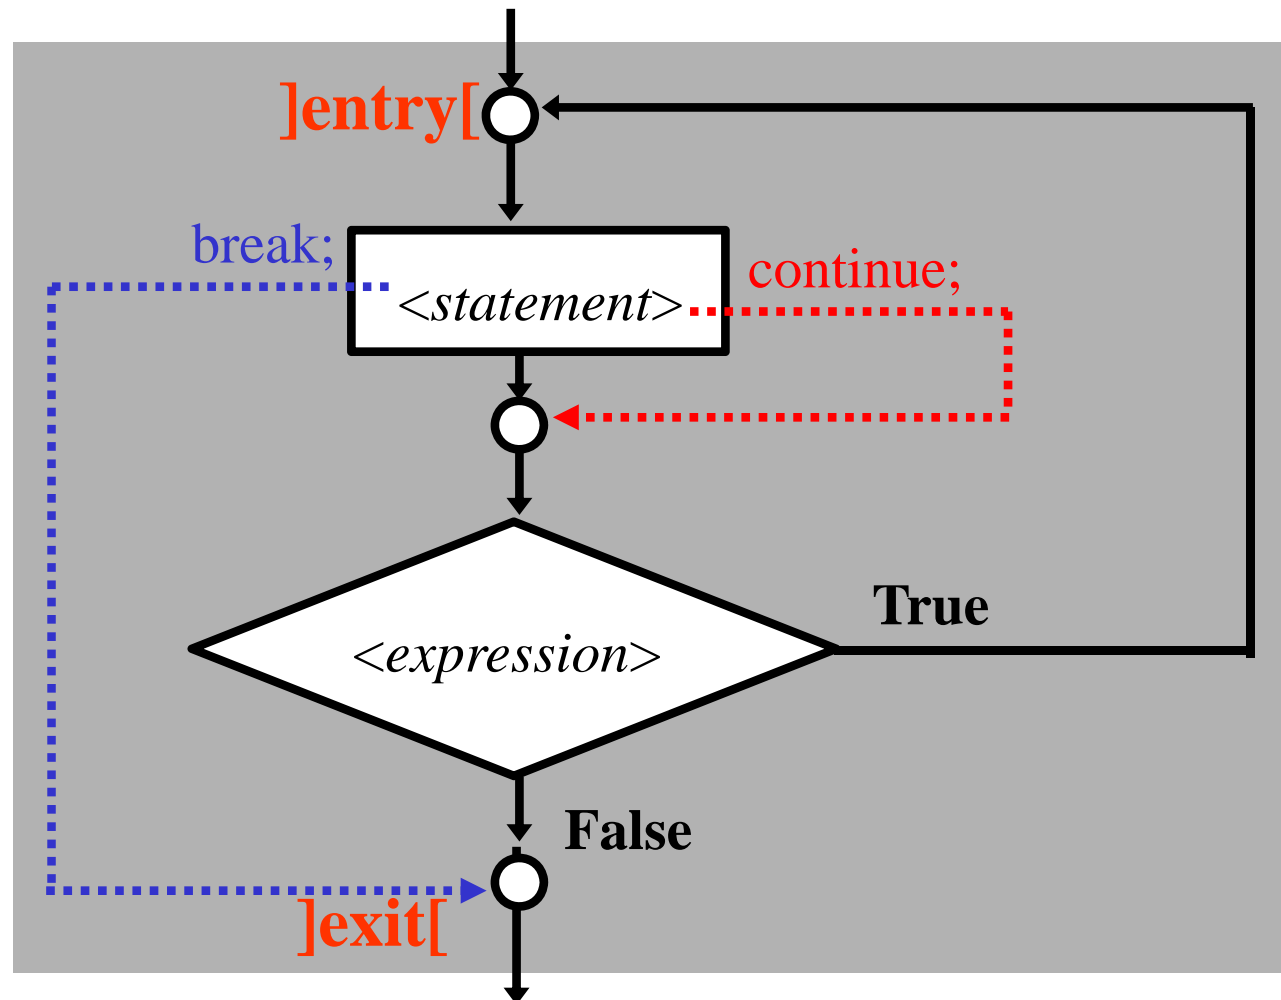 ]entry[
break;
continue;
<statement>
<expression>
True
False
]exit[